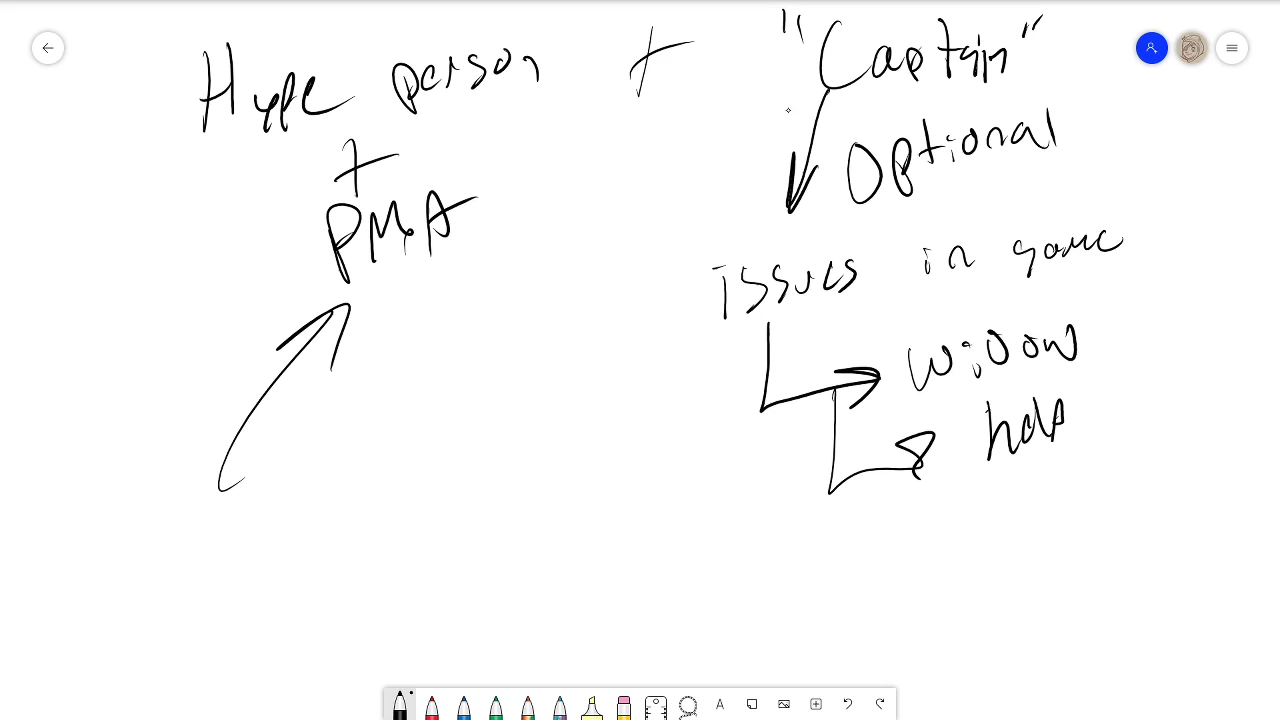 Hype person + "Captain"
+
PMA
Optional
issues in game
widow
help
A